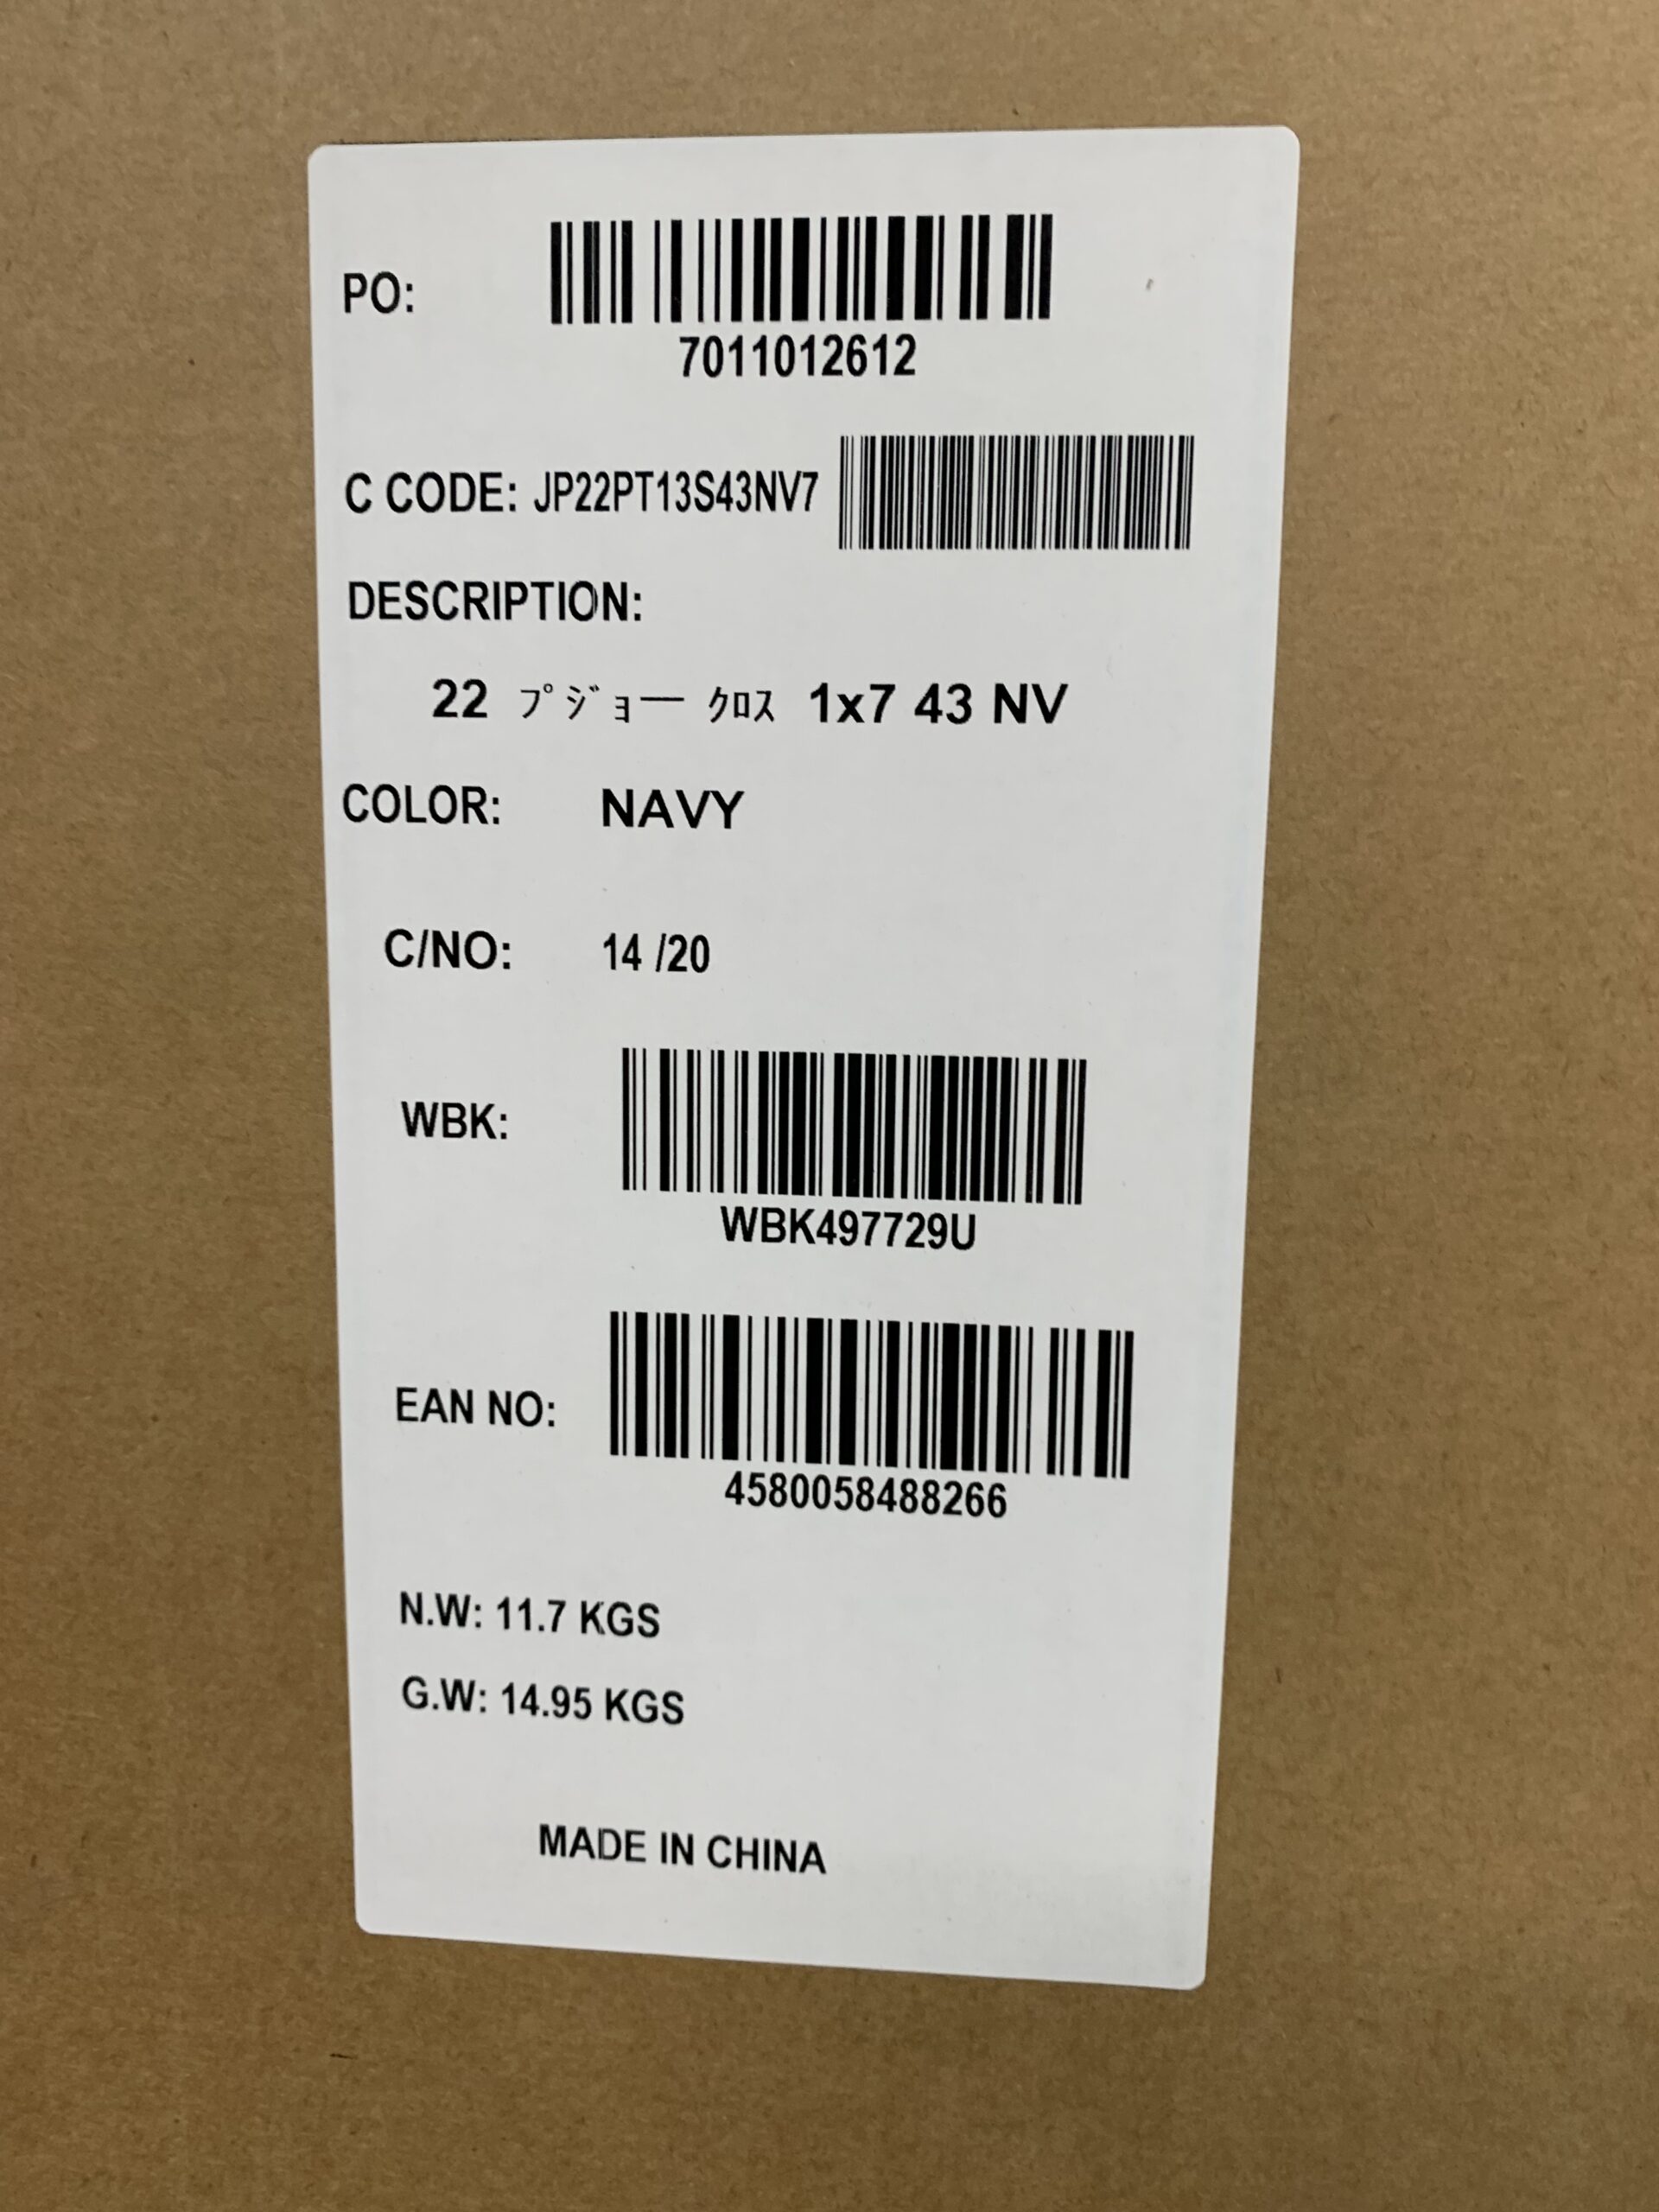 PO:
7011012612
C CODE: JP22PT13S43NV7
DESCRIPTION:
22 ﾌﾟｼﾞｮー ｸﾛｽ 1x7 43 NV
COLOR: NAVY
C/NO: 14 /20
WBK:
WBK497729U
EAN NO:
4580058488266
N.W: 11.7 KGS
G.W: 14.95 KGS
MADE IN CHINA